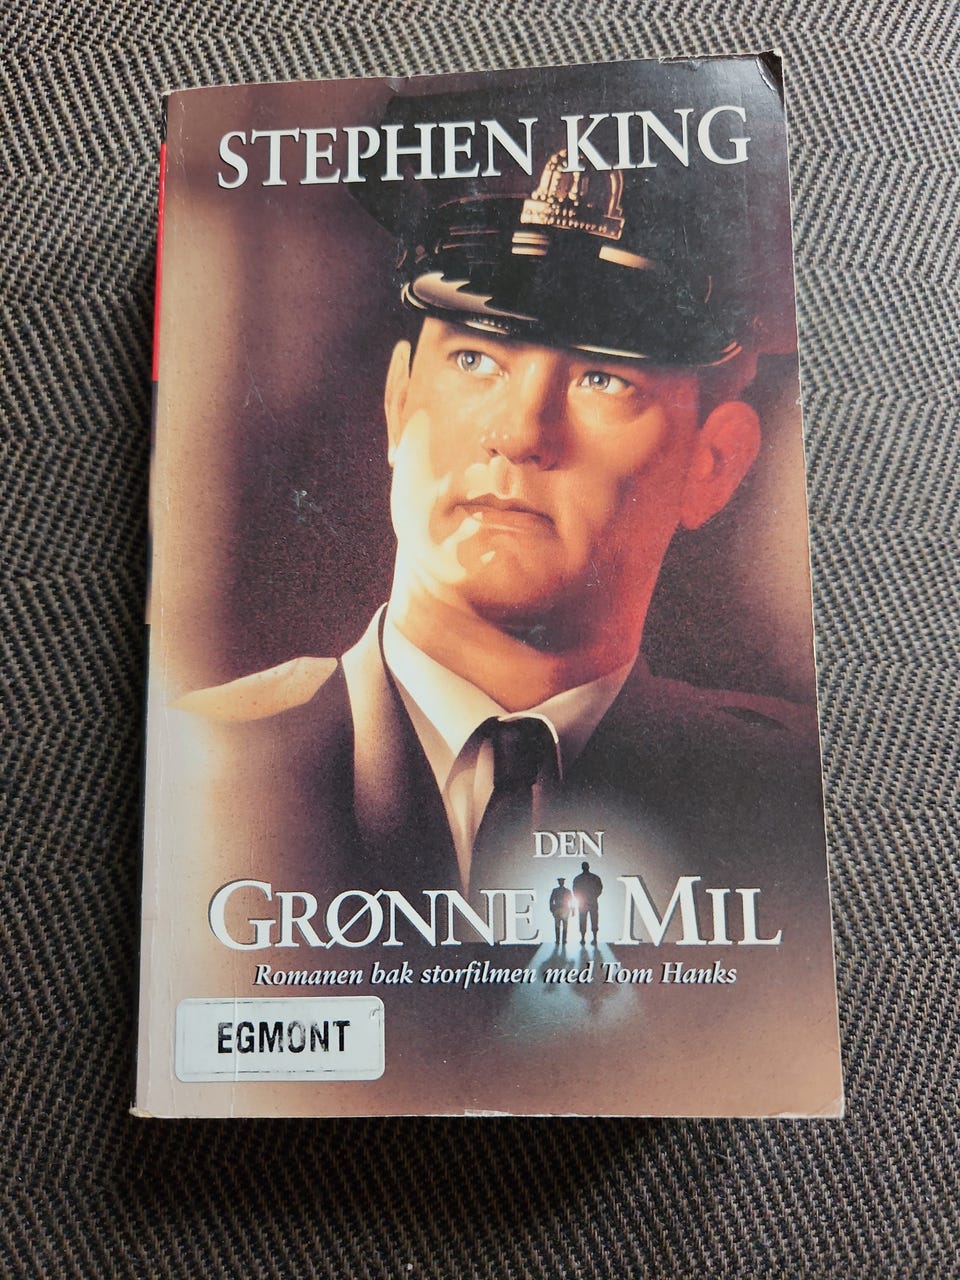 STEPHEN KING
DEN
GRØNNE MIL
Romanen bak storfilmen med Tom Hanks
EGMONT